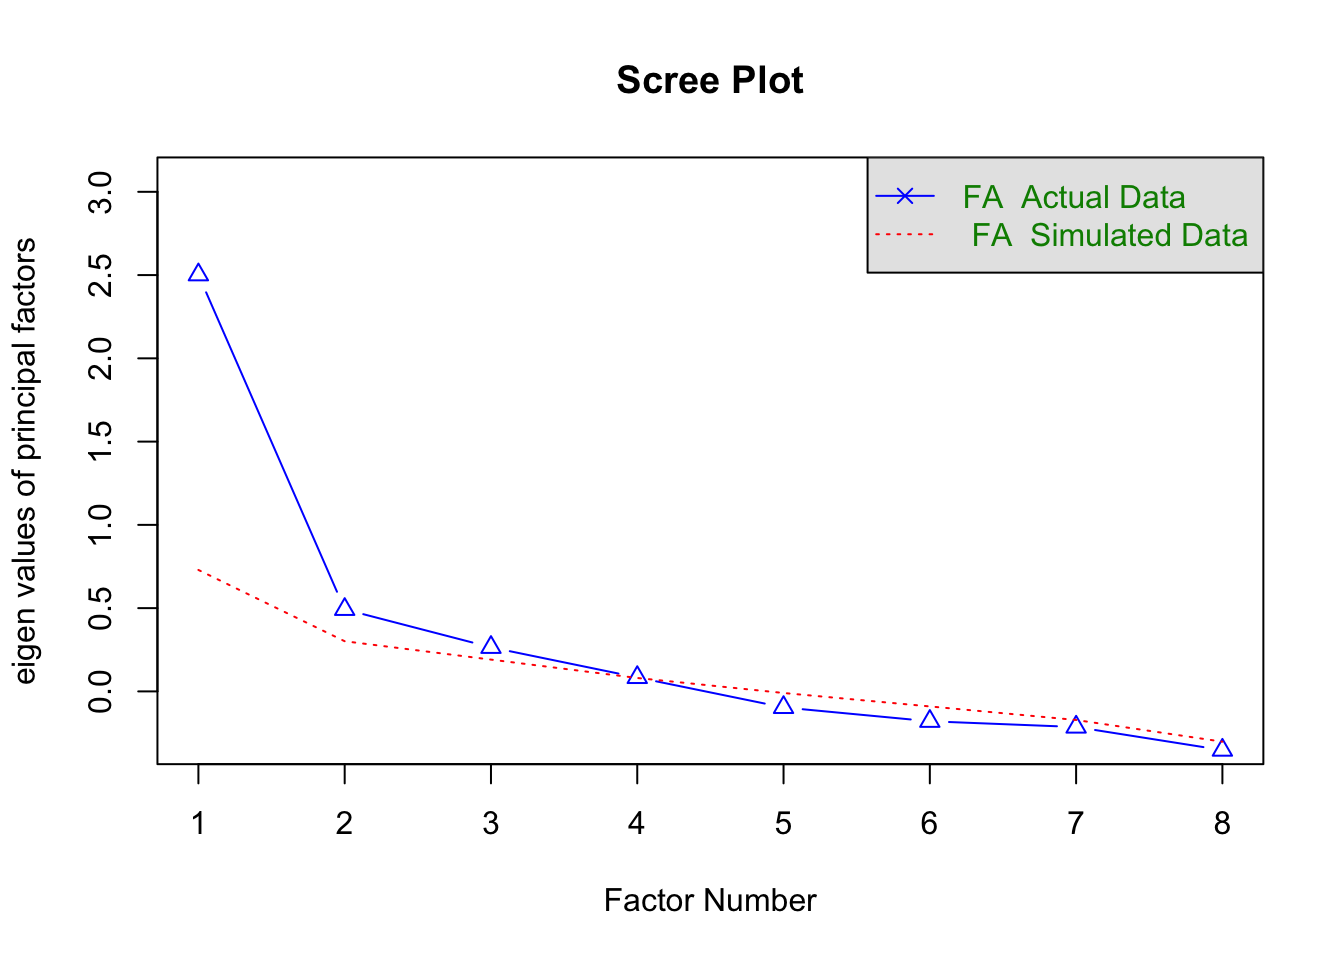 Scree Plot
FA Actual Data
FA Simulated Data
eigen values of principal factors
3.0
2.5
2.0
1.5
1.0
0.5
0.0
1 2 3 4 5 6 7 8
Factor Number